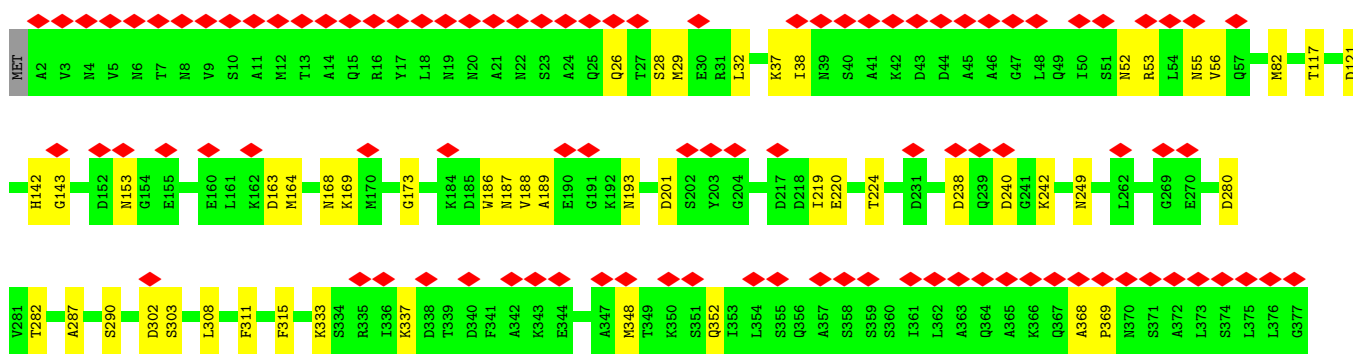 MET A2 V3 N4 V5 N6 T7 N8 V9 S10 A11 M12 T13 A14 Q15 R16 Y17 L18 N19 N20 A21 N22 S23 A24 Q25 Q26 T27 S28 M29 E30 R31 L32 K37 I38 N39 S40 A41 K42 D43 D44 A45 A46 G47 L48 Q49 I50 S51 N52 R53 L54 N55 V56 Q57 M82 T117 D121
H142 G143 D152 N153 G154 E155 E160 L161 K162 D163 M164 N168 K169 M170 G173 K184 D185 W186 N187 V188 A189 E190 G191 K192 N193 D201 S202 Y203 G204 D217 D218 I219 E220 T224 D231 D238 Q239 D240 G241 K242 N249 L262 G269 E270 D280
V281 T282 A287 S290 D302 S303 L308 F311 F315 K333 S334 R335 I336 K337 D338 T339 D340 F341 A342 K343 E344 A347 M348 T349 K350 S351 Q352 I353 L354 S355 Q356 A357 S358 S359 S360 I361 L362 A363 Q364 A365 K366 Q367 A368 P369 N370 S371 A372 L373 S374 L375 L376 G377